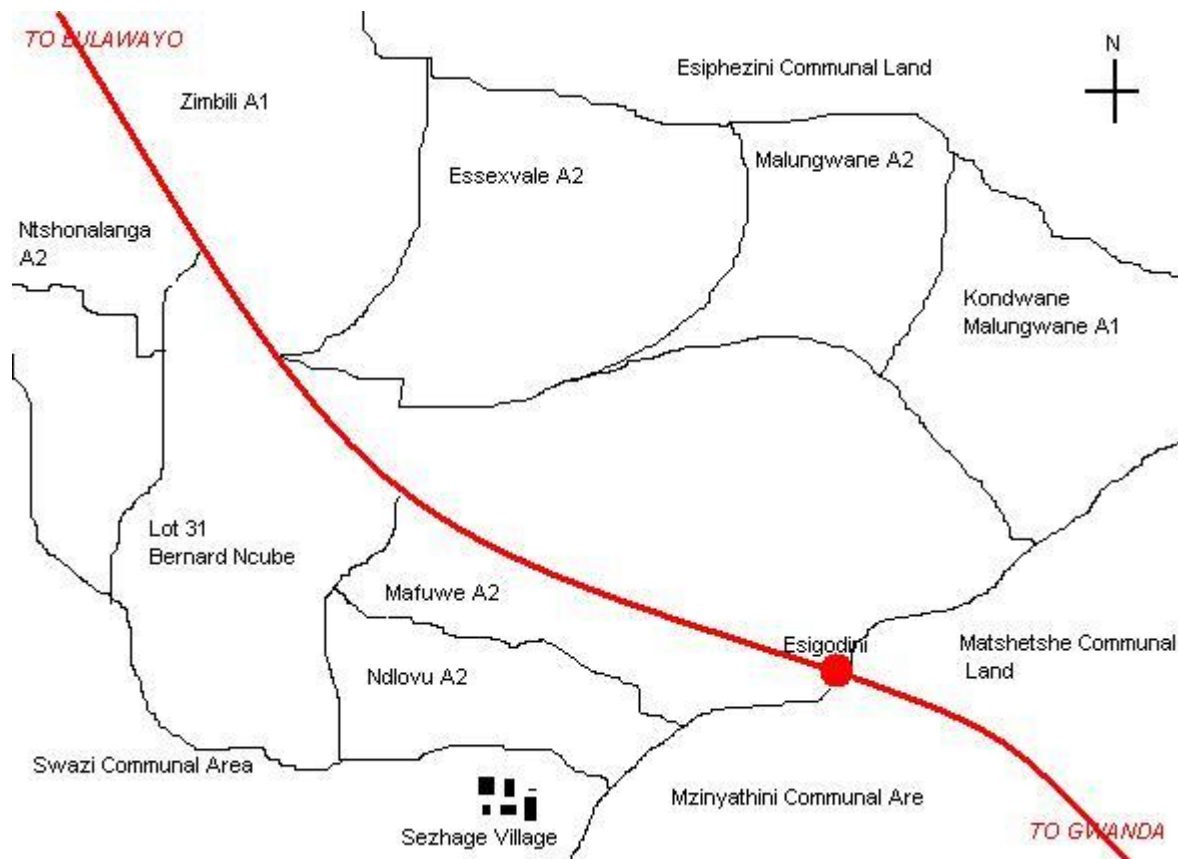 TO BULAWAYO
N
Esiphezini Communal Land
Zimbili A1
Malungwane A2
Essexvale A2
Ntshonalanga
A2
Kondwane
Malungwane A1
Lot 31
Bernard Ncube
Mafuwe A2
Esigodini
Matshetshe Communal
Land
Ndlovu A2
Swazi Communal Area
Mzinyathini Communal Are
Sezhage Village
TO GWANDA